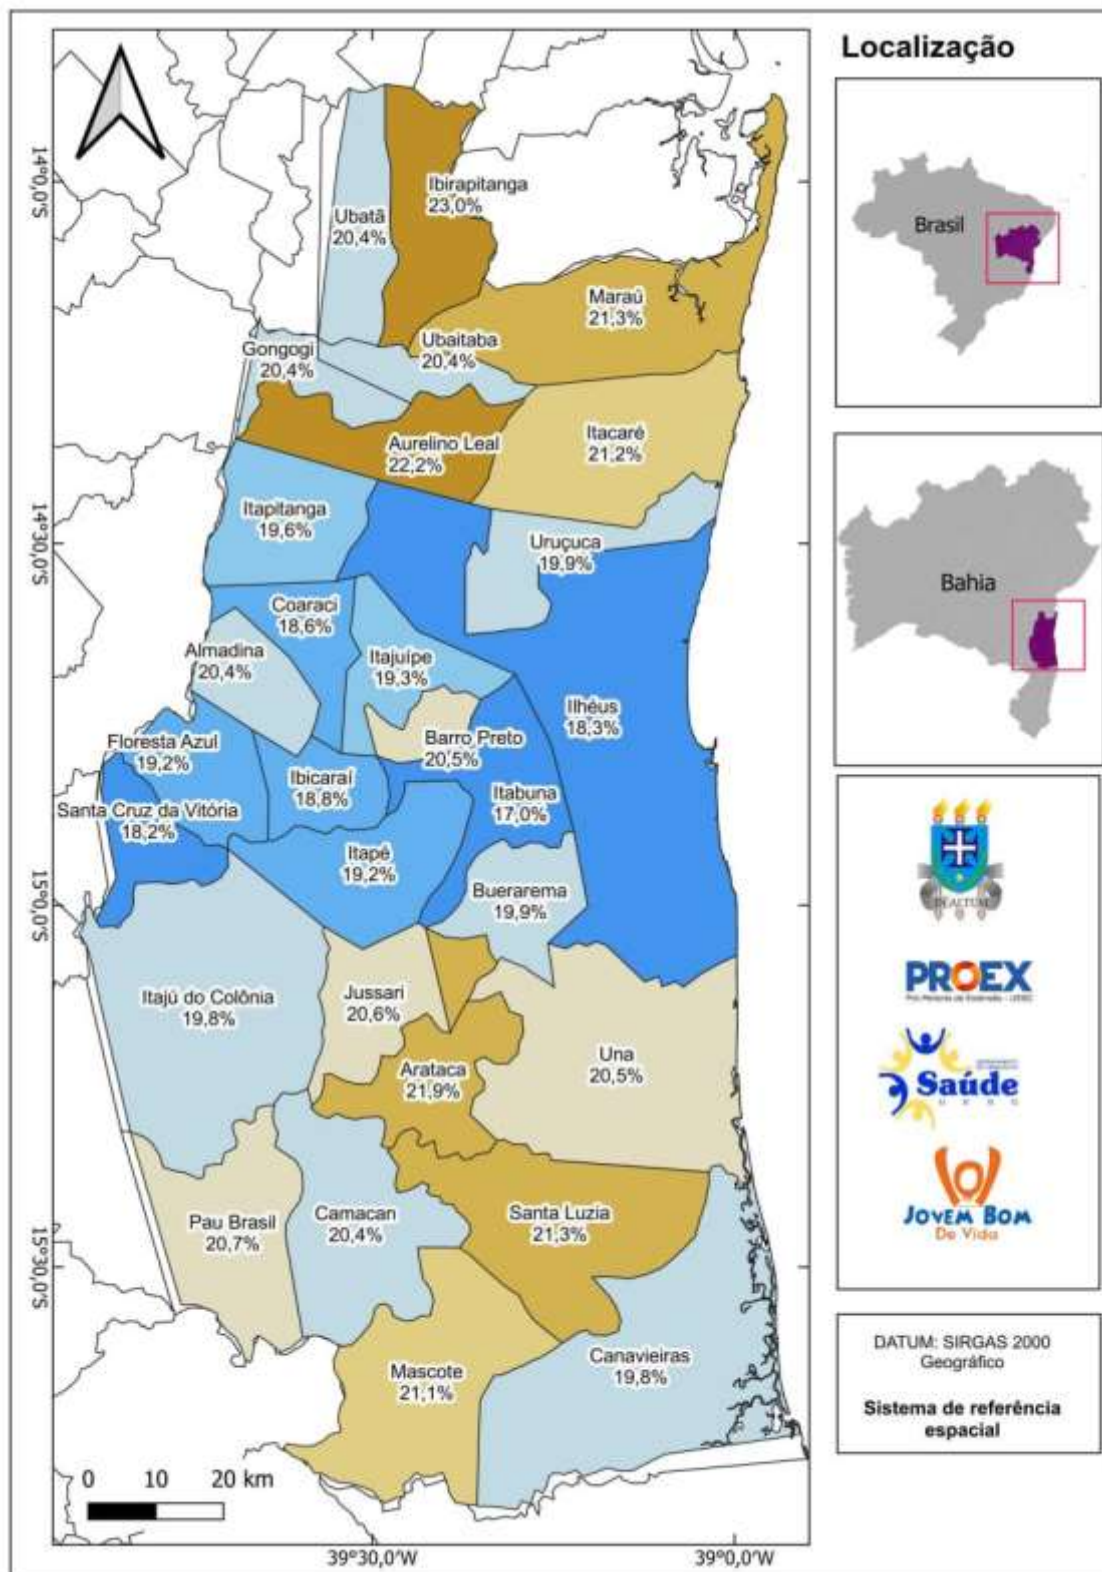 Localização
14°0,0'S
14°30,0'S
15°0,0'S
15°30,0'S
39°30,0'W
39°0,0'W
Ibirapitanga
23,0%
Ubatã
20,4%
Maraú
21,3%
Ubaitaba
20,4%
Gongogi
20,4%
Aurelino Leal
22,2%
Itacaré
21,2%
Itapitanga
19,6%
Uruçuca
19,9%
Coaraci
18,6%
Almadina
20,4%
Itajuípe
19,3%
Ilhéus
18,3%
Floresta Azul
19,2%
Barro Preto
20,5%
Ibicaraí
18,8%
Itabuna
17,0%
Santa Cruz da Vitória
18,2%
Itapé
19,2%
Buerarema
19,9%
Itajú do Colônia
19,8%
Jussari
20,6%
Arataca
21,9%
Una
20,5%
Pau Brasil
20,7%
Camacan
20,4%
Santa Luzia
21,3%
Mascote
21,1%
Canavieiras
19,8%
0 10 20 km
Brasil
Bahia
PROEX
Saúde
JOVEM BOM
De Vida
DATUM: SIRGAS 2000
Geográfico
Sistema de referência
espacial